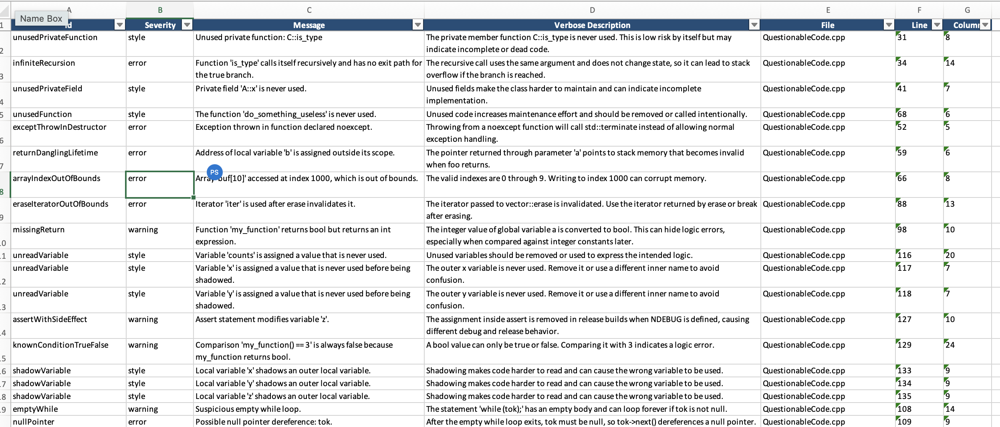 A B C D E F G
Name Box
1 Id Severity Message Verbose Description File Line Column
unusedPrivateFunction style Unused private function: C::is_type The private member function C::is_type is never used. This is low risk by itself but may QuestionableCode.cpp 31 8
2 indicate incomplete or dead code.
infiniteRecursion error Function 'is_type' calls itself recursively and has no exit path for The recursive call uses the same argument and does not change state, so it can lead to stack QuestionableCode.cpp 34 14
3 the true branch. overflow if the branch is reached.
unusedPrivateField style Private field 'A::x' is never used. Unused fields make the class harder to maintain and can indicate incomplete QuestionableCode.cpp 41 7
4 implementation.
5 unusedFunction style The function 'do_something_useless' is never used. Unused code increases maintenance effort and should be removed or called intentionally. QuestionableCode.cpp 68 6
exceptThrowInDestructor error Exception thrown in function declared noexcept. Throwing from a noexcept function will call std::terminate instead of allowing normal QuestionableCode.cpp 52 5
6 exception handling.
returnDanglingLifetime error Address of local variable 'b' is assigned outside its scope. The pointer returned through parameter 'a' points to stack memory that becomes invalid QuestionableCode.cpp 59 6
7 when foo returns.
PS
arrayIndexOutOfBounds error Array 'buf[10]' accessed at index 1000, which is out of bounds. The valid indexes are 0 through 9. Writing to index 1000 can corrupt memory. QuestionableCode.cpp 66 8
8
eraseIteratorOutOfBounds error Iterator 'iter' is used after erase invalidates it. The iterator passed to vector::erase is invalidated. Use the iterator returned by erase or break QuestionableCode.cpp 88 13
9 after erasing.
missingReturn warning Function 'my_function' returns bool but returns an int The integer value of global variable a is converted to bool. This can hide logic errors, QuestionableCode.cpp 98 10
0 expression. especially when compared against integer constants later.
1 unreadVariable style Variable 'counts' is assigned a value that is never used. Unused variables should be removed or used to express the intended logic. QuestionableCode.cpp 116 20
unreadVariable style Variable 'x' is assigned a value that is never used before being The outer x variable is never used. Remove it or use a different inner name to avoid QuestionableCode.cpp 117 7
2 shadowed. confusion.
unreadVariable style Variable 'y' is assigned a value that is never used before being The outer y variable is never used. Remove it or use a different inner name to avoid QuestionableCode.cpp 118 7
3 shadowed. confusion.
assertWithSideEffect warning Assert statement modifies variable 'z'. The assignment inside assert is removed in release builds when NDEBUG is defined, causing QuestionableCode.cpp 127 10
4 different debug and release behavior.
knownConditionTrueFalse warning Comparison 'my_function() == 3' is always false because A bool value can only be true or false. Comparing it with 3 indicates a logic error. QuestionableCode.cpp 129 24
5 my_function returns bool.
6 shadowVariable style Local variable 'x' shadows an outer local variable. Shadowing makes code harder to read and can cause the wrong variable to be used. QuestionableCode.cpp 133 9
7 shadowVariable style Local variable 'y' shadows an outer local variable. Shadowing makes code harder to read and can cause the wrong variable to be used. QuestionableCode.cpp 134 9
8 shadowVariable style Local variable 'z' shadows an outer local variable. Shadowing makes code harder to read and can cause the wrong variable to be used. QuestionableCode.cpp 135 9
9 emptyWhile warning Suspicious empty while loop. The statement 'while (tok);' has an empty body and can loop forever if tok is not null. QuestionableCode.cpp 108 14
nullPointer error Possible null pointer dereference: tok. After the empty while loop exits, tok must be null, so tok->next() dereferences a null pointer. QuestionableCode.cpp 109 9